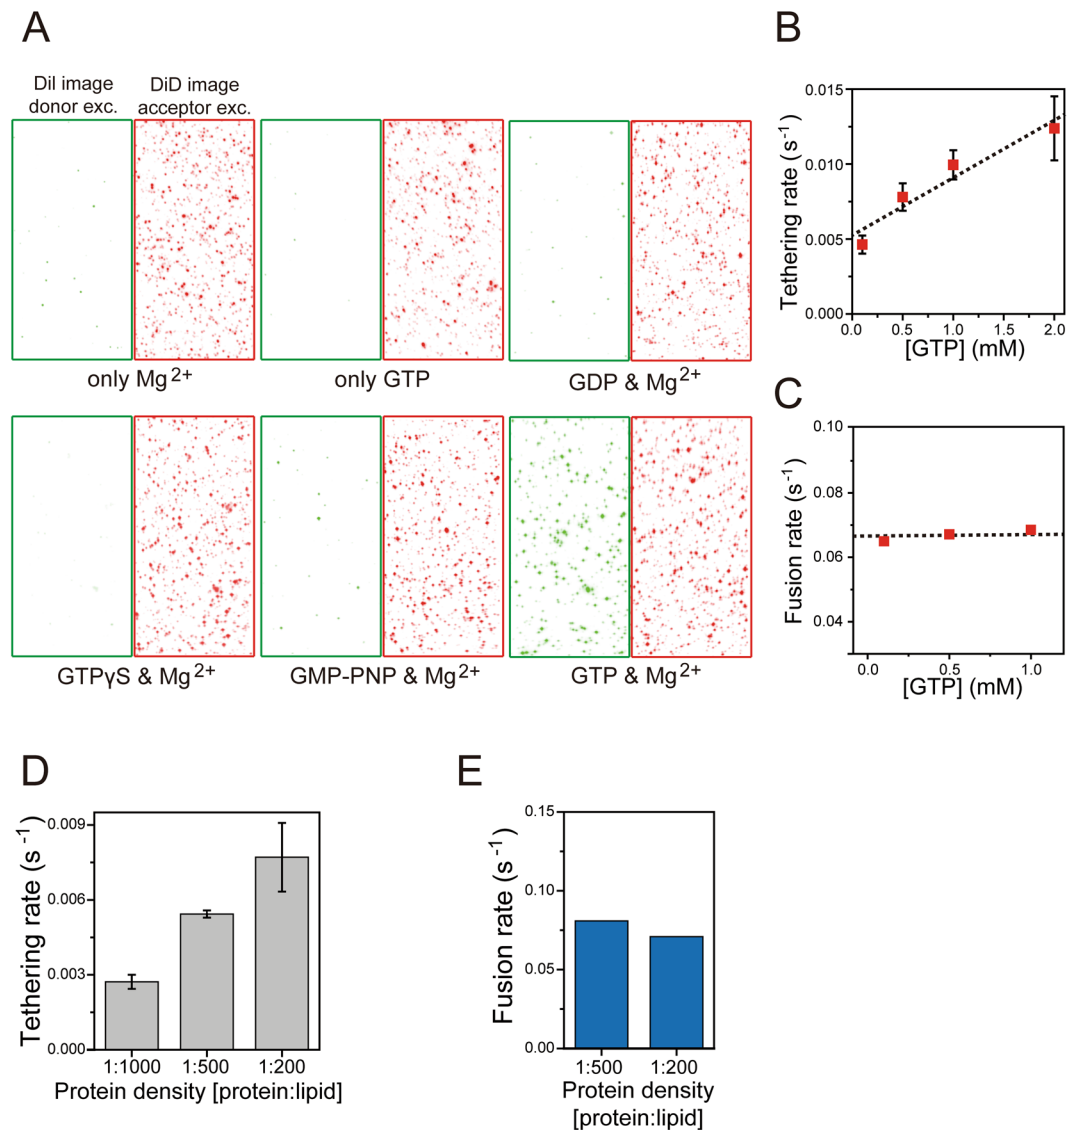 A
DiI image
donor exc.
DiD image
acceptor exc.
only Mg2+
only GTP
GDP & Mg2+
GTPγS & Mg2+
GMP-PNP & Mg2+
GTP & Mg2+
B
Tethering rate (s-1)
0.015
0.010
0.005
0.000
0.0 0.5 1.0 1.5 2.0
[GTP] (mM)
C
Fusion rate (s-1)
0.10
0.08
0.06
0.04
0.0 0.5 1.0
[GTP] (mM)
D
Tethering rate (s-1)
0.009
0.006
0.003
0.000
1:1000 1:500 1:200
Protein density [protein:lipid]
E
Fusion rate (s-1)
0.15
0.10
0.05
0.00
1:500 1:200
Protein density
[protein:lipid]